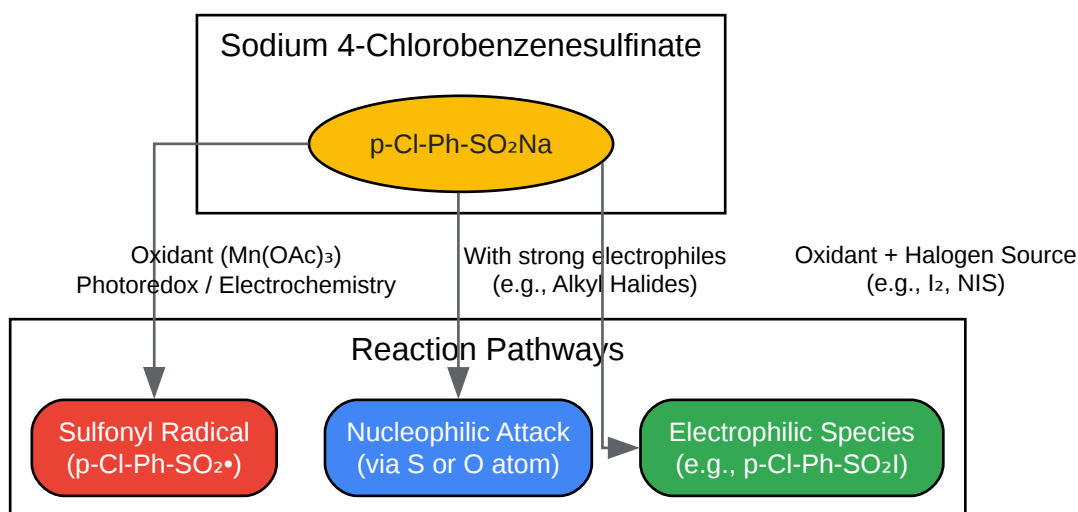 Sodium 4-Chlorobenzenesulfinate
p-Cl-Ph-SO₂Na
Oxidant (Mn(OAc)₃)
Photoredox / Electrochemistry
With strong electrophiles
(e.g., Alkyl Halides)
Oxidant + Halogen Source
(e.g., I₂, NIS)
Reaction Pathways
Sulfonyl Radical
(p-Cl-Ph-SO₂•)
Nucleophilic Attack
(via S or O atom)
Electrophilic Species
(e.g., p-Cl-Ph-SO₂I)